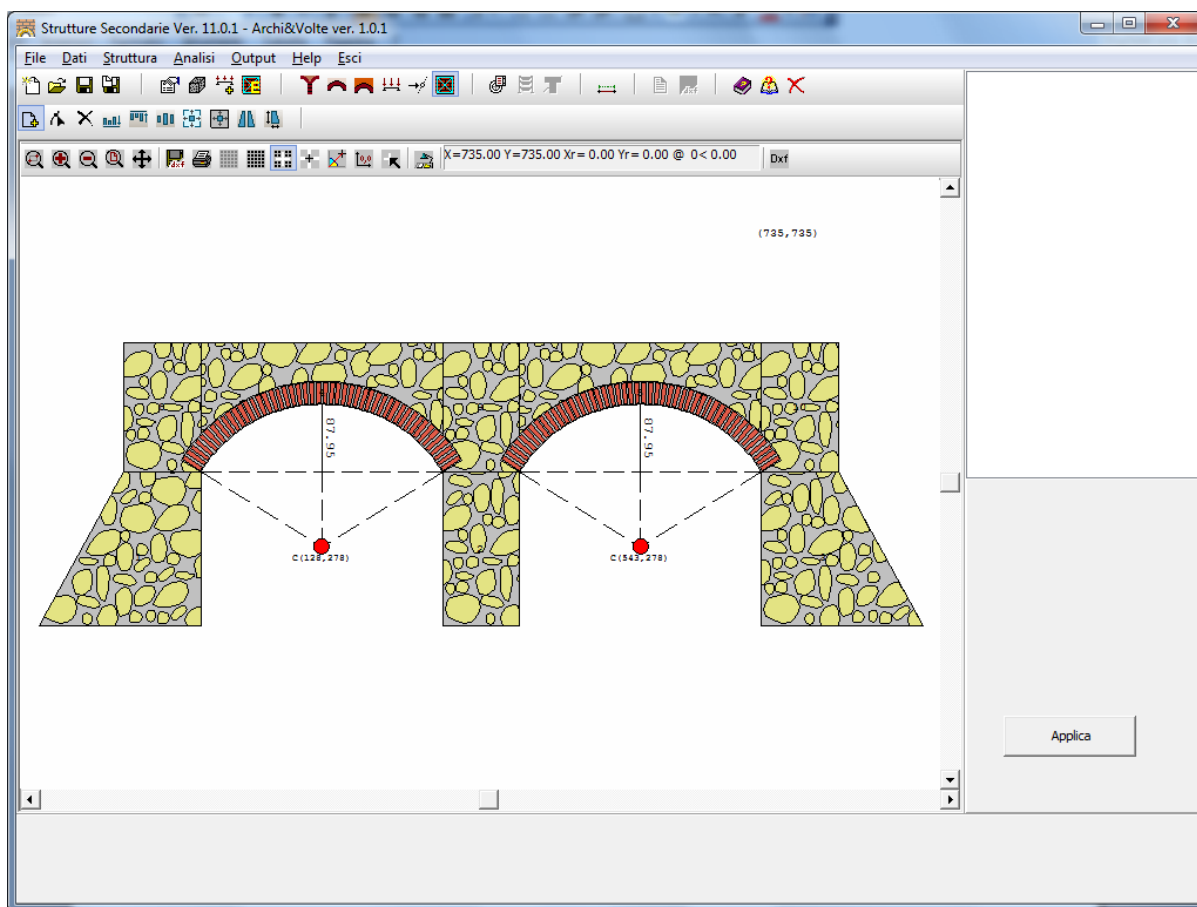 Strutture Secondarie Ver. 11.0.1 - Archi&Volte ver. 1.0.1
File Dati Struttura Analisi Output Help Esci
X=735.00 Y=735.00 Xr= 0.00 Yr= 0.00 @ 0< 0.00
Dxf
(735,735)
87.95
87.95
C(128,278)
C(543,278)
Applica